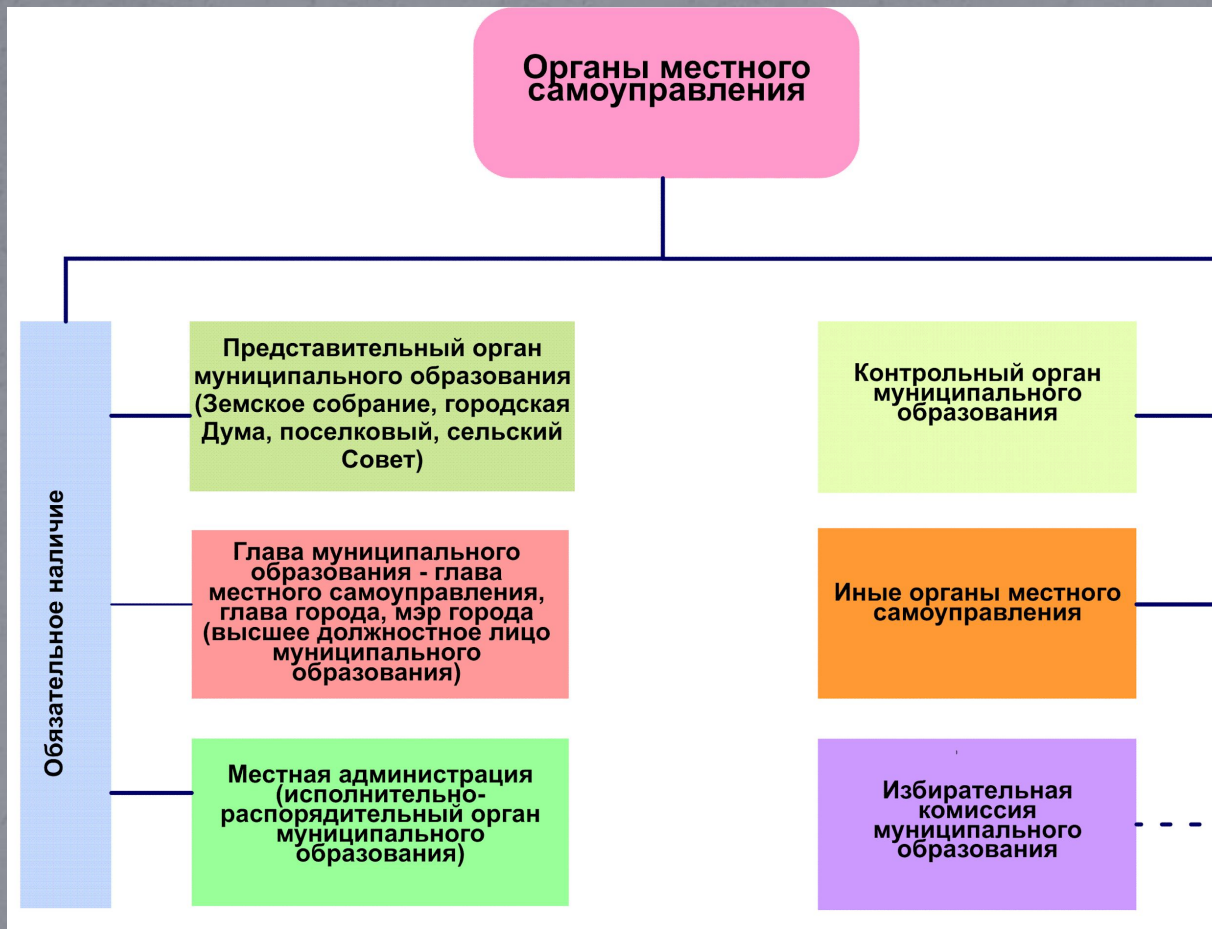 Органы местного
самоуправления
Обязательное наличие
Представительный орган
муниципального образования
(Земское собрание, городская
Дума, поселковый, сельский
Совет)
Глава муниципального
образования - глава
местного самоуправления,
глава города, мэр города
(высшее должностное лицо
муниципального
образования)
Местная администрация
(исполнительно-
распорядительный орган
муниципального
образования)
Контрольный орган
муниципального
образования
Иные органы местного
самоуправления
Избирательная
комиссия
муниципального
образования